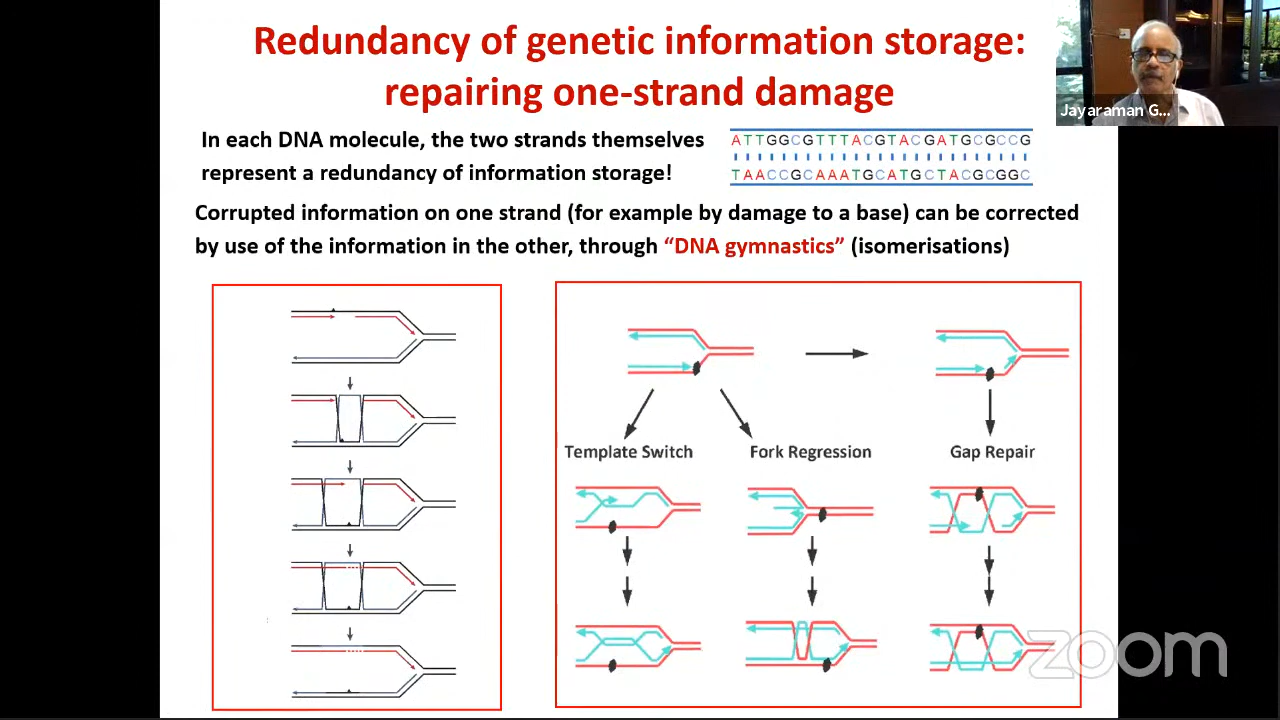 Redundancy of genetic information storage:
repairing one-strand damage
Jayaraman G...
In each DNA molecule, the two strands themselves
represent a redundancy of information storage!
ATTGGCGTTTACGTACGATGCGCCG
TAACCGCAAATGCATGCTACGCGGC
Corrupted information on one strand (for example by damage to a base) can be corrected
by use of the information in the other, through “DNA gymnastics” (isomerisations)
Template Switch
Fork Regression
Gap Repair
zoom